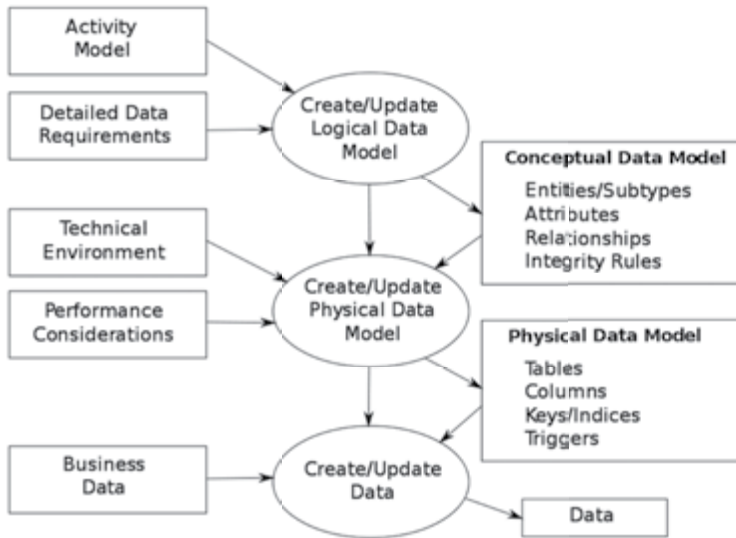 Activity
Model
Detailed Data
Requirements
Create/Update
Logical Data
Model
Conceptual Data Model
Entities/Subtypes
Attributes
Relationships
Integrity Rules
Technical
Environment
Performance
Considerations
Create/Update
Physical Data
Model
Physical Data Model
Tables
Columns
Keys/Indices
Triggers
Business
Data
Create/Update
Data
Data